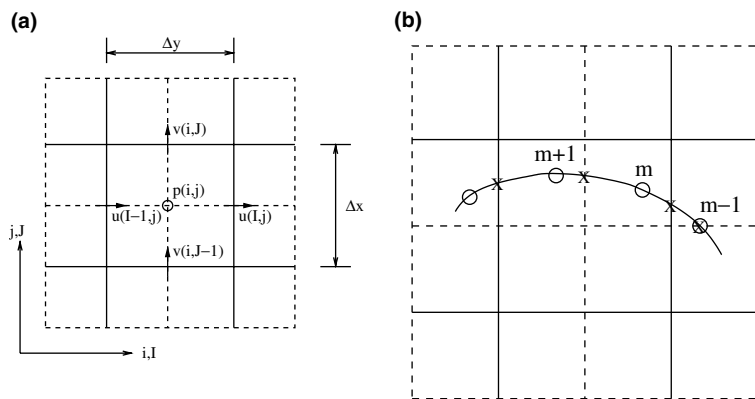 (a)
Δy
v(i,J)
p(i,j)
u(I−1,j)
u(I,j)
Δx
v(i,J−1)
j,J
i,I
(b)
m+1
m
m−1
x
x
x
x